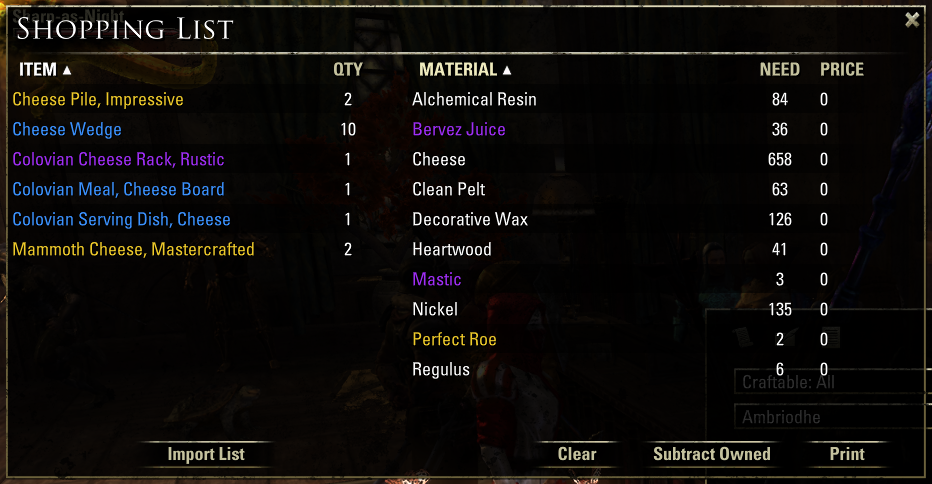 Sharp-as-Night
SHOPPING LIST
ITEM ▲ QTY MATERIAL ▲ NEED PRICE
Cheese Pile, Impressive 2 Alchemical Resin 84 0
Cheese Wedge 10 Bervez Juice 36 0
Colovian Cheese Rack, Rustic 1 Cheese 658 0
Colovian Meal, Cheese Board 1 Clean Pelt 63 0
Colovian Serving Dish, Cheese 1 Decorative Wax 126 0
Mammoth Cheese, Mastercrafted 2 Heartwood 41 0
Mastic 3 0
Nickel 135 0
Perfect Roe 2 0
Regulus 6 0
Craftable: All
Ambriodhe
Import List Clear Subtract Owned Print